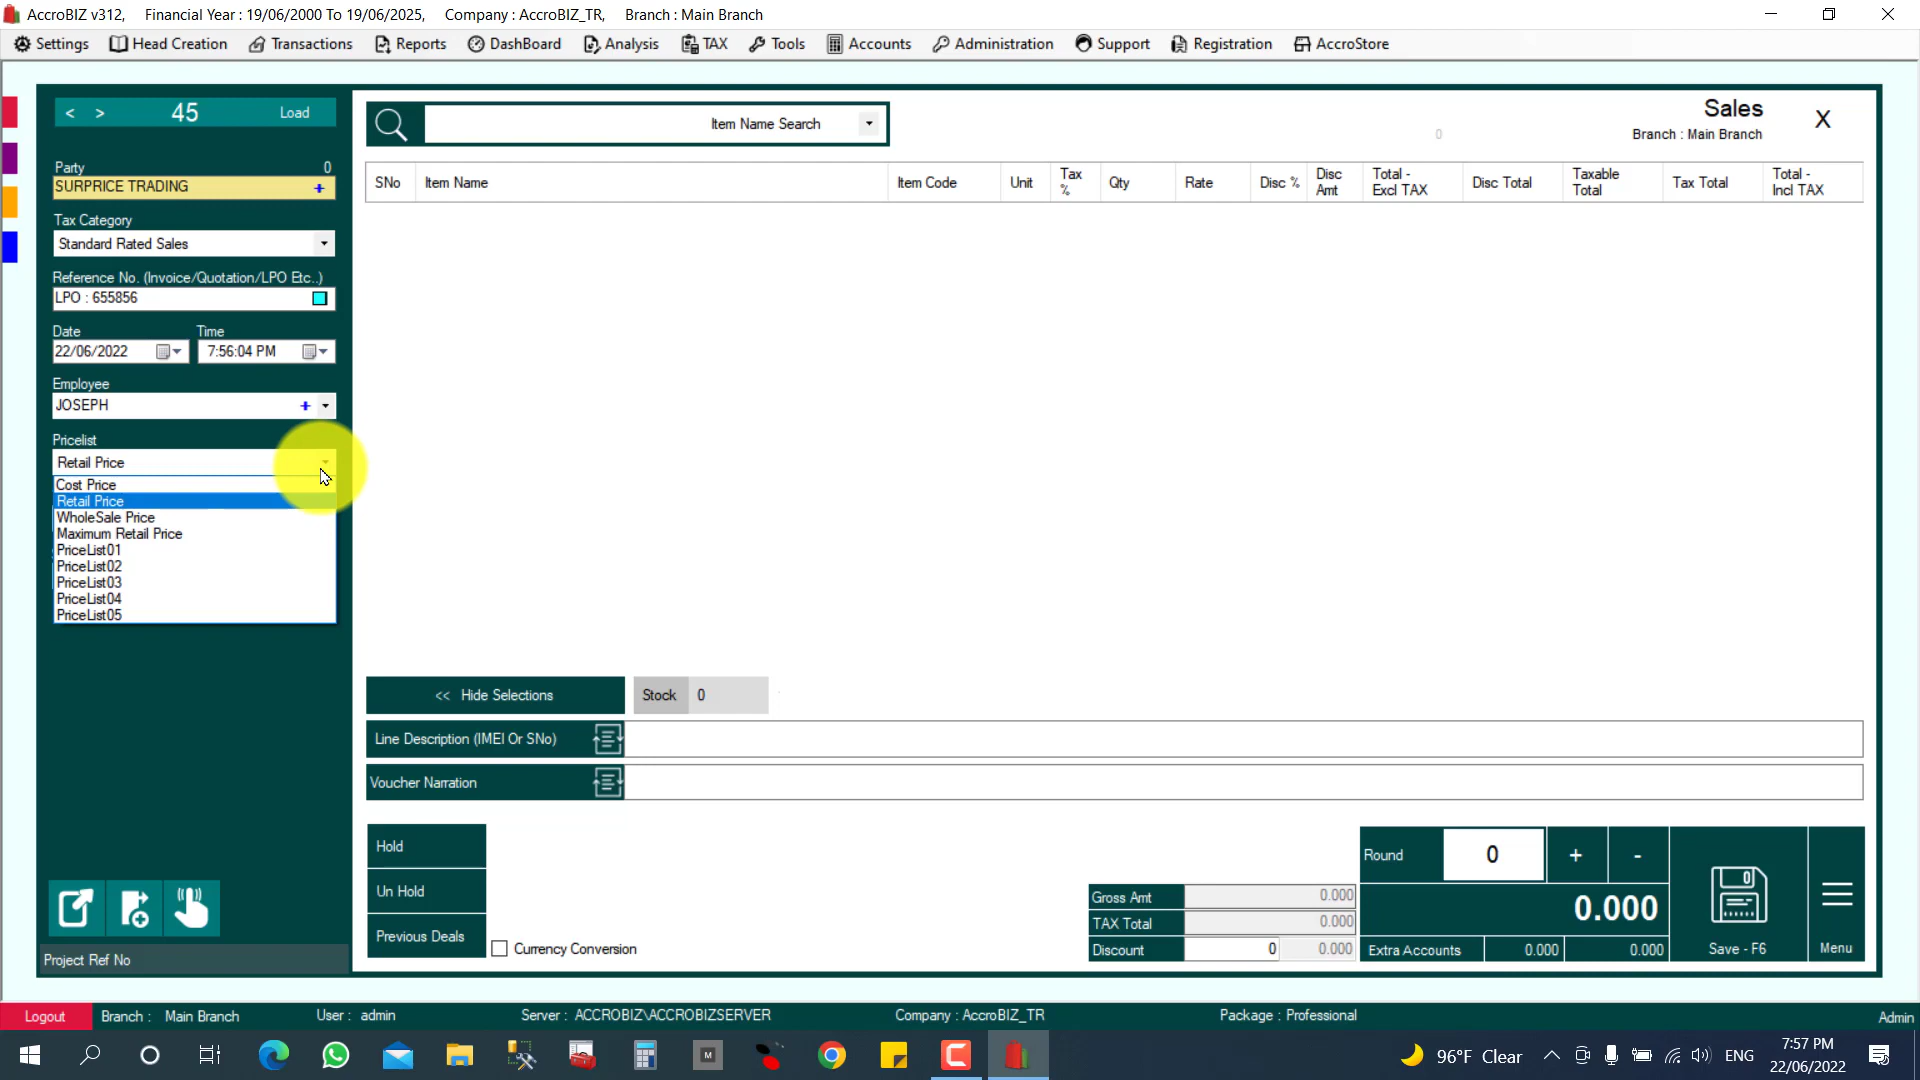 AccroBIZ v312, Financial Year : 19/06/2000 To 19/06/2025, Company : AccroBIZ_TR, Branch : Main Branch
Settings Head Creation Transactions Reports DashBoard Analysis TAX Tools Accounts Administration Support Registration AccroStore
< > 45 Load
Party 0
SURPRICE TRADING +
Tax Category
Standard Rated Sales
Reference No. (Invoice/Quotation/LPO Etc..)
LPO : 655856
Date Time
22/06/2022 7:56:04 PM
Employee
JOSEPH +
Pricelist
Retail Price
Cost Price
Retail Price
WholeSale Price
Maximum Retail Price
PriceList01
PriceList02
PriceList03
PriceList04
PriceList05
Project Ref No
Item Name Search
0
Sales
Branch : Main Branch
X
SNo Item Name Item Code Unit Tax % Qty Rate Disc % Disc Amt Total - Excl TAX Disc Total Taxable Total Tax Total Total - Incl TAX
<< Hide Selections Stock 0
Line Description (IMEI Or SNo)
Voucher Narration
Hold
Un Hold
Previous Deals
Currency Conversion
Gross Amt 0.000
TAX Total 0.000
Discount 0 0.000
Round 0 + -
0.000
Extra Accounts 0.000 0.000
Save - F6
Menu
Logout Branch : Main Branch User : admin Server : ACCROBIZ\ACCROBIZSERVER Company : AccroBIZ_TR Package : Professional Admin
M
96°F Clear ENG
7:57 PM
22/06/2022